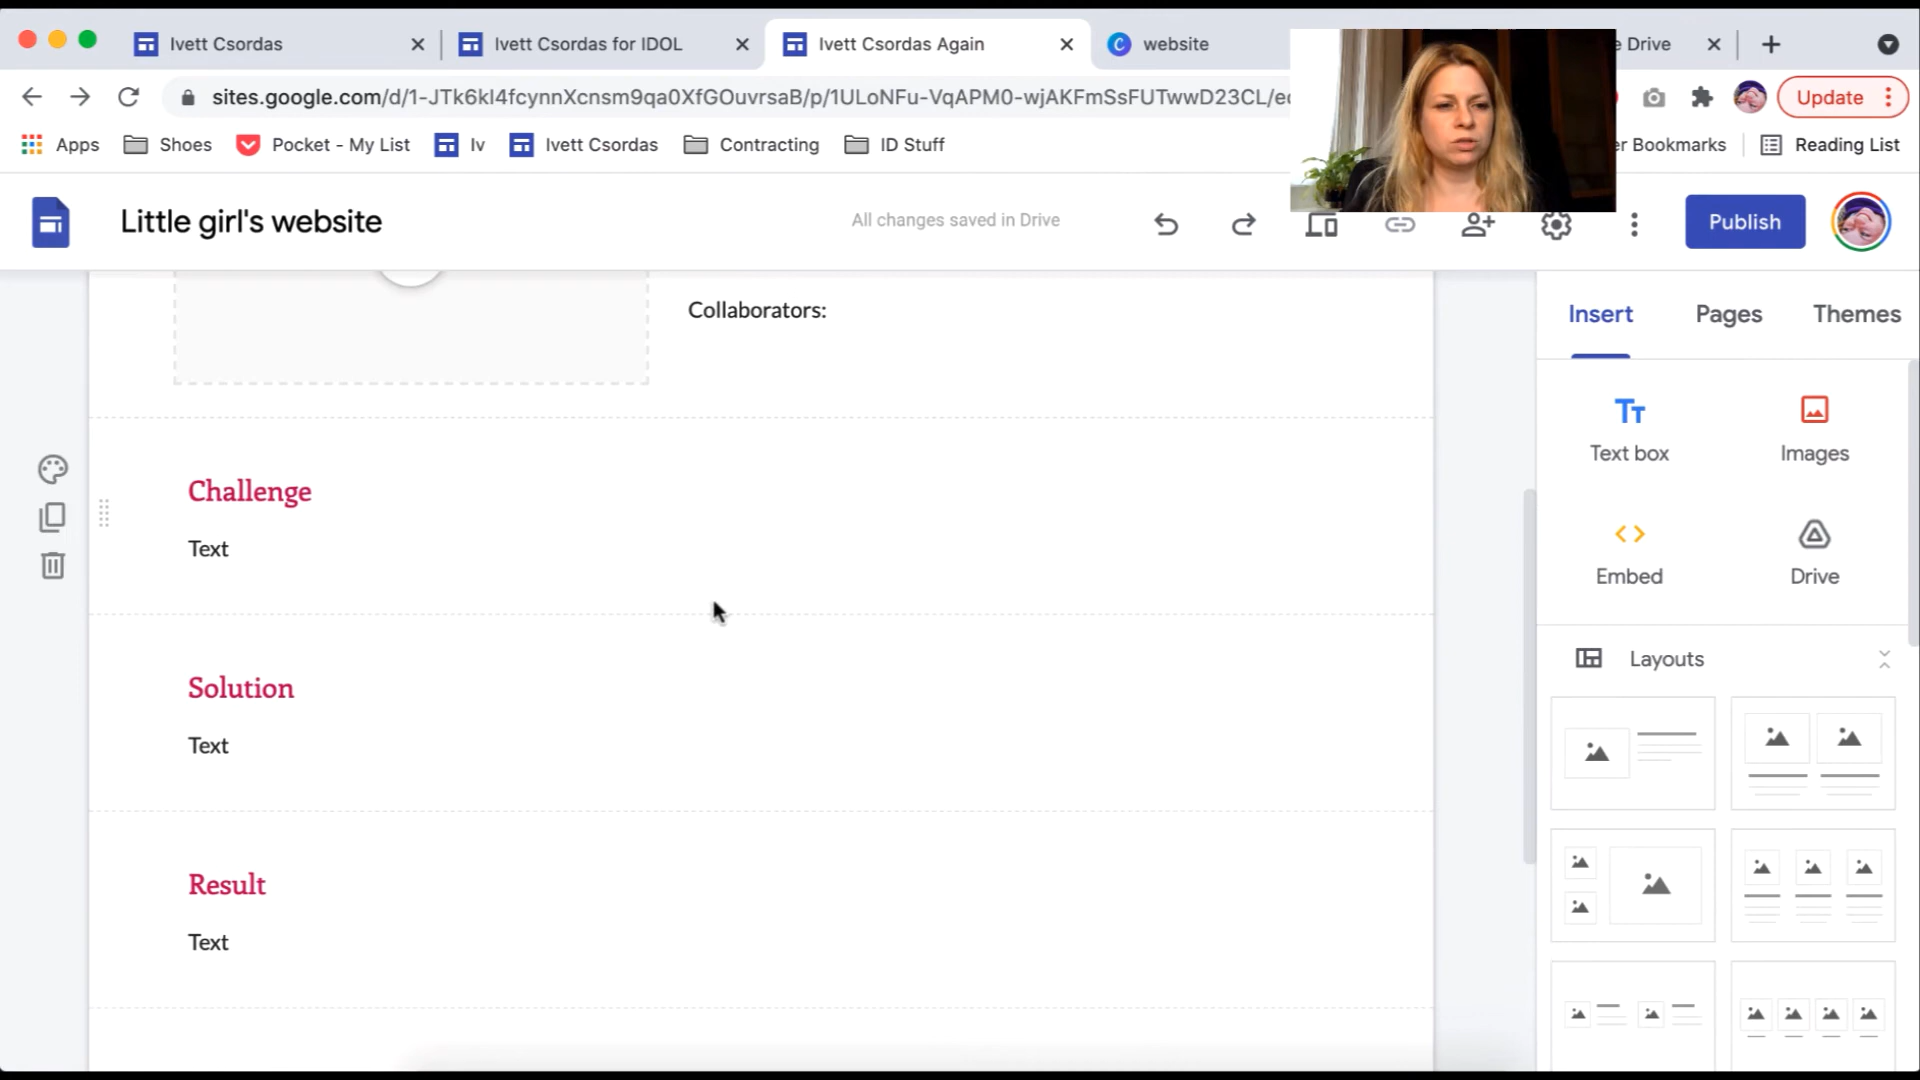 Ivett Csordas
Ivett Csordas for IDOL
Ivett Csordas Again
C website
e Drive
sites.google.com/d/1-JTk6kI4fcynnXcnsm9qa0XfGOuvrsaB/p/1ULoNFu-VqAPM0-wjAKFmSsFUTwwD23CL/e
Update
Apps
Shoes
Pocket - My List
Iv
Ivett Csordas
Contracting
ID Stuff
er Bookmarks
Reading List
Little girl's website
All changes saved in Drive
Publish
Collaborators:
Challenge
Text
Solution
Text
Result
Text
Insert
Pages
Themes
Tт
Text box
Images
Embed
Drive
Layouts